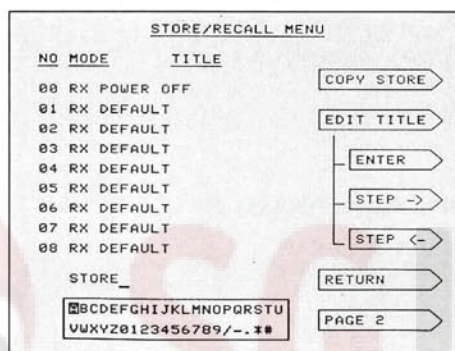 STORE/RECALL MENU
NO MODE TITLE
00 RX POWER OFF
01 RX DEFAULT
02 RX DEFAULT
03 RX DEFAULT
04 RX DEFAULT
05 RX DEFAULT
06 RX DEFAULT
07 RX DEFAULT
08 RX DEFAULT
STORE_
ABCDEFGHIJKLMNOPQRSTU
VWXYZ0123456789/-.*#
COPY STORE
EDIT TITLE
ENTER
STEP ->
STEP <-
RETURN
PAGE 2